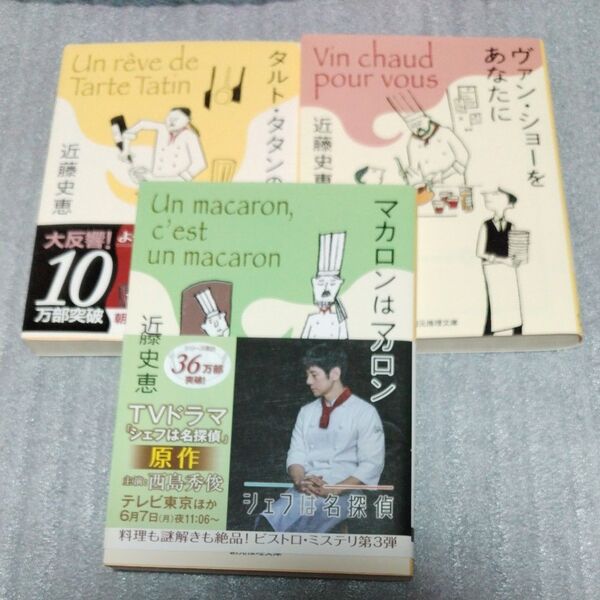 Un rêve de
Tarte Tatin
タルト・タタンの
近藤史恵
大反響!
10
万部突破
Vin chaud
pour vous
ヴァン・ショーを
あなたに
近藤史恵
Un macaron,
c'est
un macaron
マカロンはマカロン
近藤史恵
36万部
突破!
TVドラマ
「シェフは名探偵」
原作
主演:西島秀俊
テレビ東京ほか
6月7日(月)夜11:06〜
シェフは名探偵
料理も謎解きも絶品!ビストロ・ミステリ第3弾